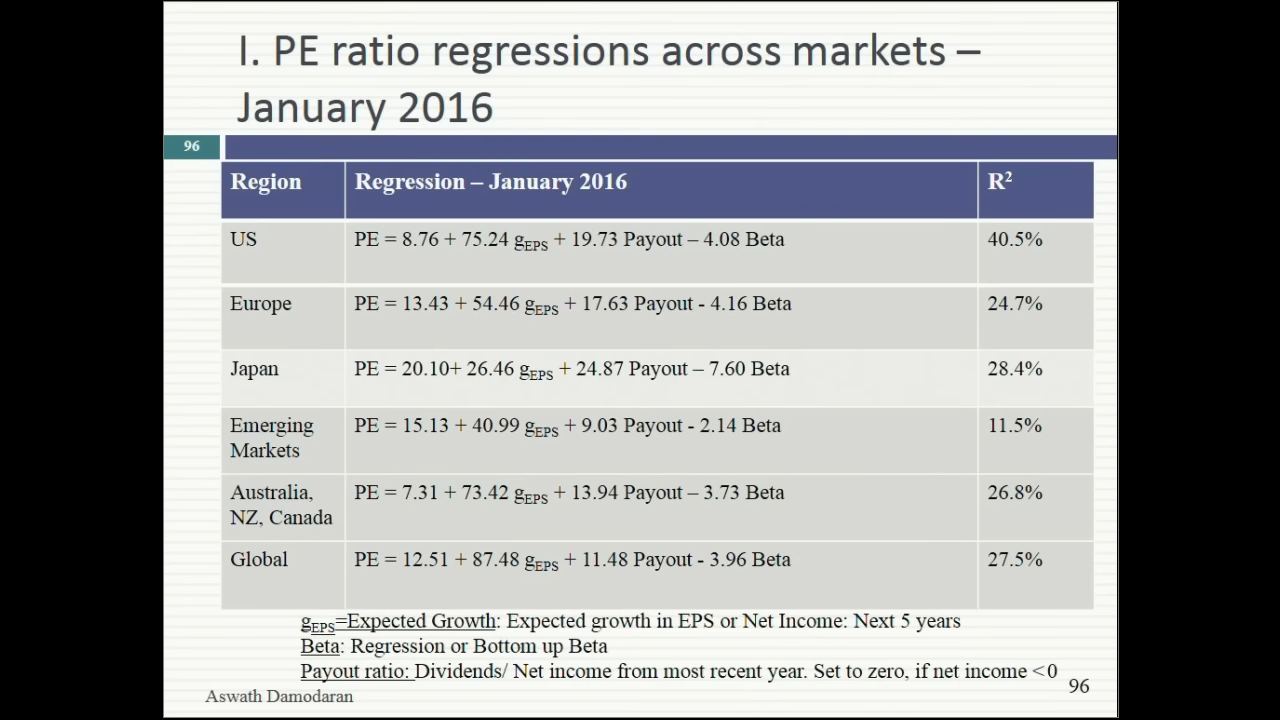 I. PE ratio regressions across markets –
January 2016
96
Region Regression – January 2016 R²
US PE = 8.76 + 75.24 gEPS + 19.73 Payout – 4.08 Beta 40.5%
Europe PE = 13.43 + 54.46 gEPS + 17.63 Payout - 4.16 Beta 24.7%
Japan PE = 20.10+ 26.46 gEPS + 24.87 Payout – 7.60 Beta 28.4%
Emerging PE = 15.13 + 40.99 gEPS + 9.03 Payout - 2.14 Beta 11.5%
Markets
Australia, PE = 7.31 + 73.42 gEPS + 13.94 Payout – 3.73 Beta 26.8%
NZ, Canada
Global PE = 12.51 + 87.48 gEPS + 11.48 Payout - 3.96 Beta 27.5%
gEPS=Expected Growth: Expected growth in EPS or Net Income: Next 5 years
Beta: Regression or Bottom up Beta
Payout ratio: Dividends/ Net income from most recent year. Set to zero, if net income <0
Aswath Damodaran
96